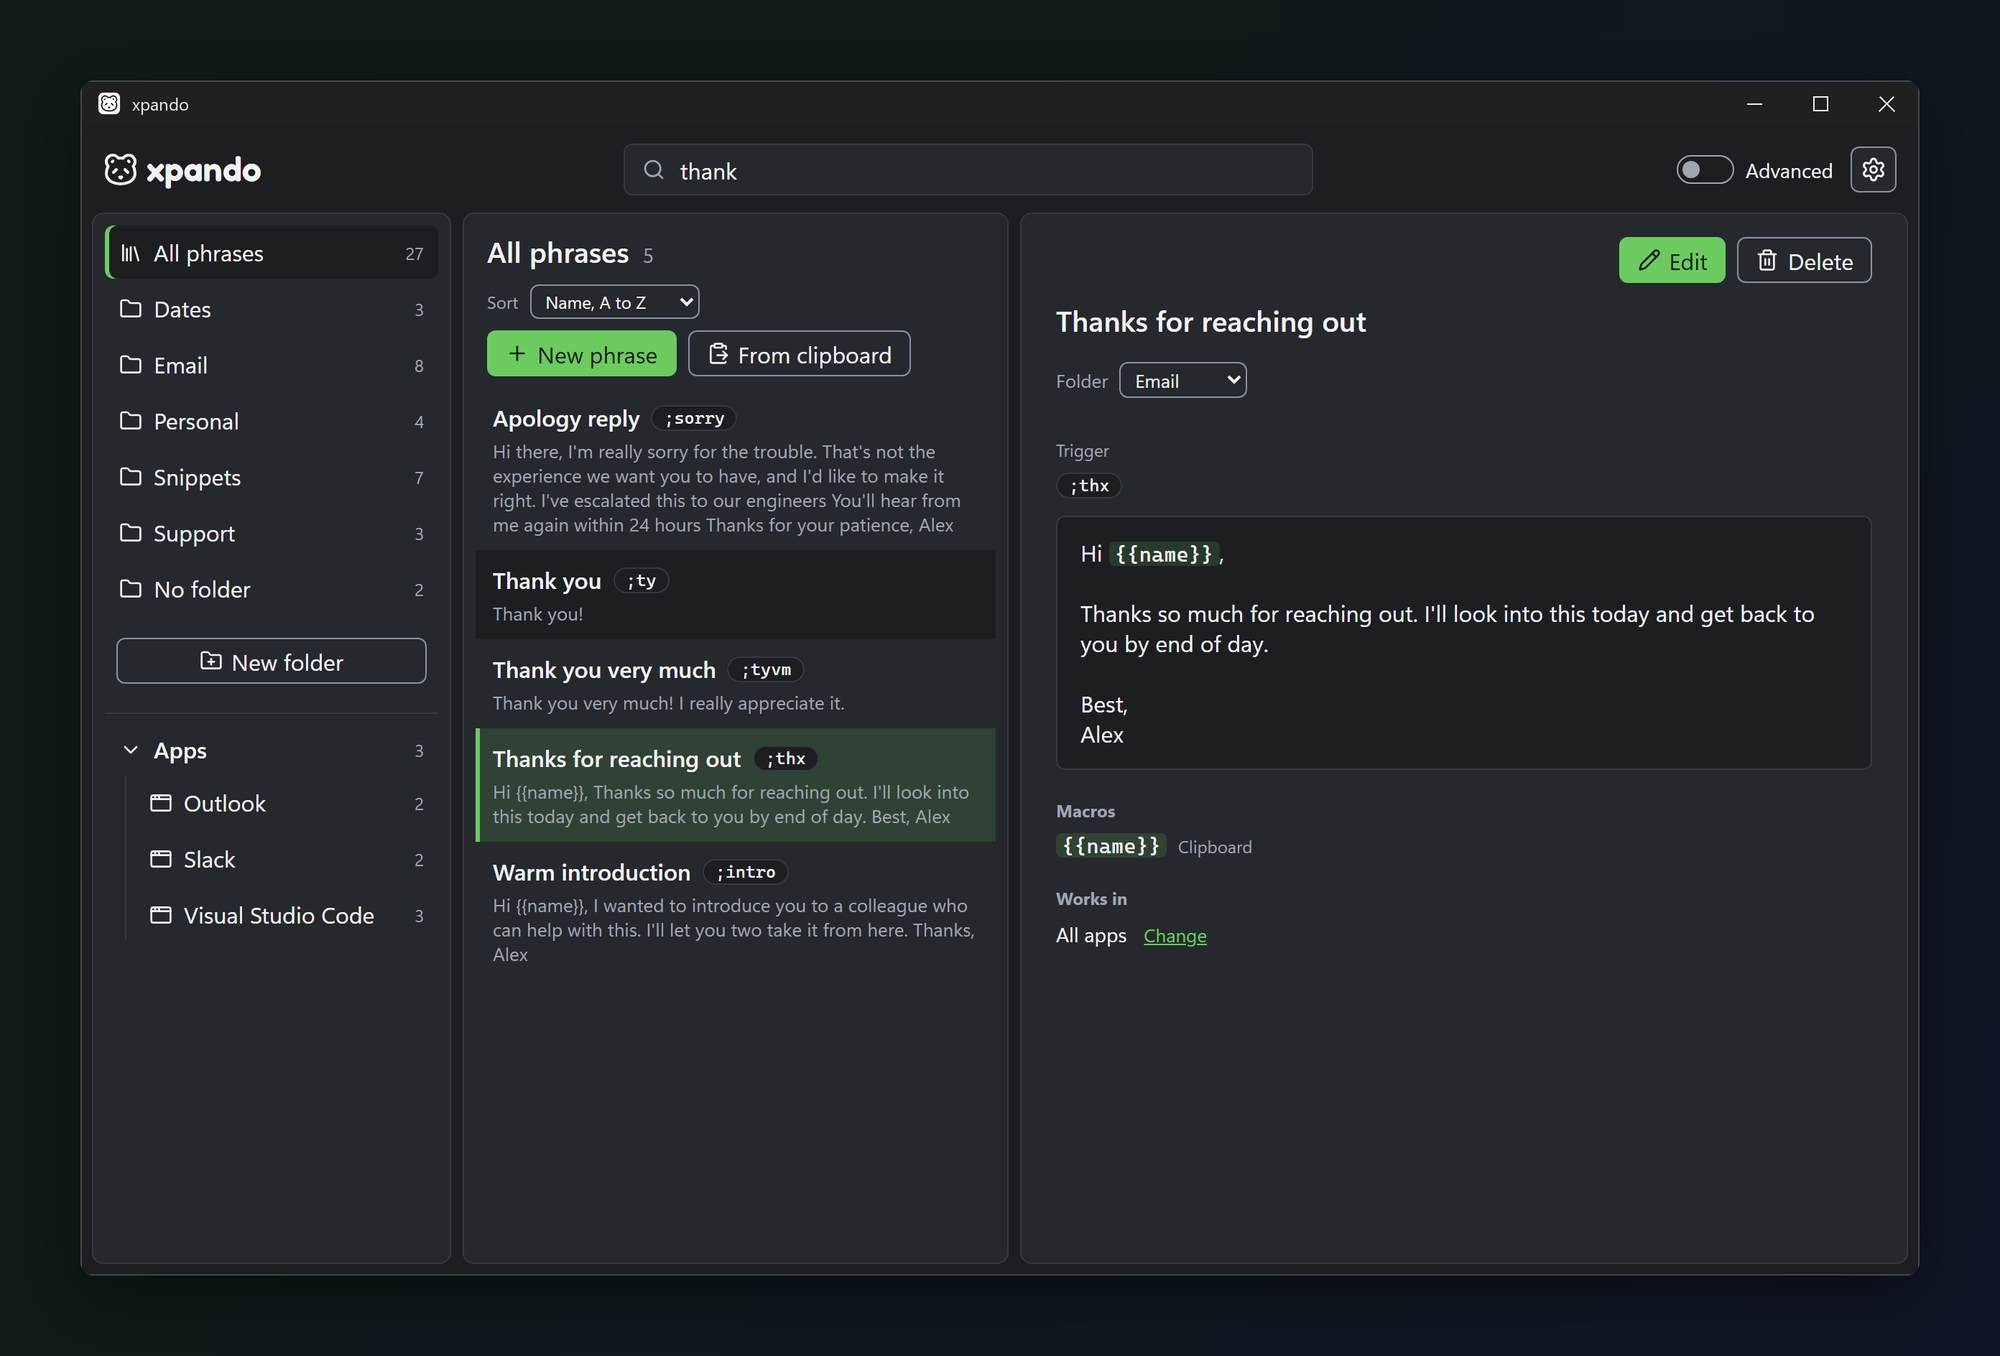 xpando
xpando
thank
Advanced
All phrases 27
Dates 3
Email 8
Personal 4
Snippets 7
Support 3
No folder 2
New folder
Apps 3
Outlook 2
Slack 2
Visual Studio Code 3
All phrases 5
Sort Name, A to Z
New phrase From clipboard
Apology reply ;sorry
Hi there, I'm really sorry for the trouble. That's not the
experience we want you to have, and I'd like to make it
right. I've escalated this to our engineers You'll hear from
me again within 24 hours Thanks for your patience, Alex
Thank you ;ty
Thank you!
Thank you very much ;tyvm
Thank you very much! I really appreciate it.
Thanks for reaching out ;thx
Hi {{name}}, Thanks so much for reaching out. I'll look into
this today and get back to you by end of day. Best, Alex
Warm introduction ;intro
Hi {{name}}, I wanted to introduce you to a colleague who
can help with this. I'll let you two take it from here. Thanks,
Alex
Edit Delete
Thanks for reaching out
Folder Email
Trigger
;thx
Hi {{name}},
Thanks so much for reaching out. I'll look into this today and get back to
you by end of day.
Best,
Alex
Macros
{{name}} Clipboard
Works in
All apps Change